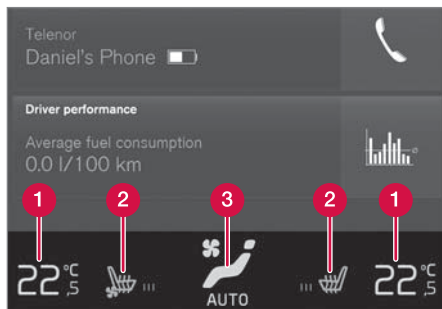 Telenor
Daniel's Phone
Driver performance
Average fuel consumption
0.0 l/100 km
1 2 3 2 1
22°C,5 AUTO 22°C,5